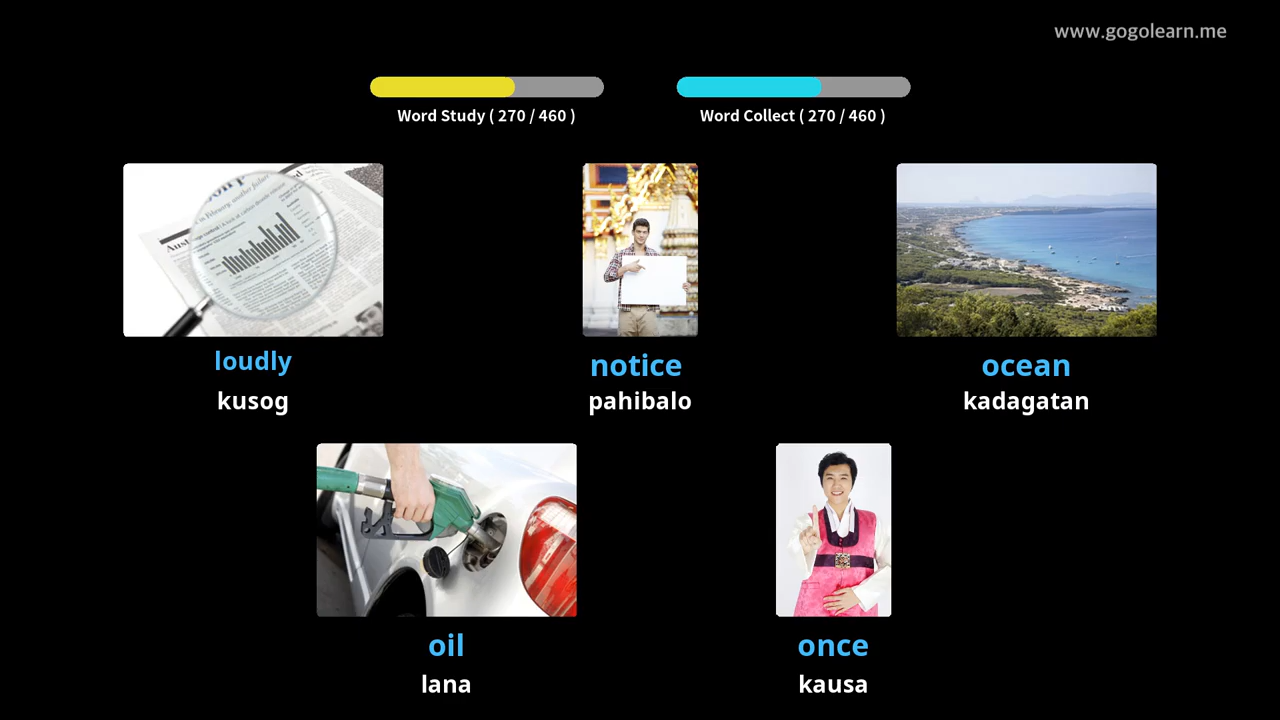 www.gogolearn.me
Word Study ( 270 / 460 )
Word Collect ( 270 / 460 )
loudly
kusog
notice
pahibalo
ocean
kadagatan
oil
lana
once
kausa